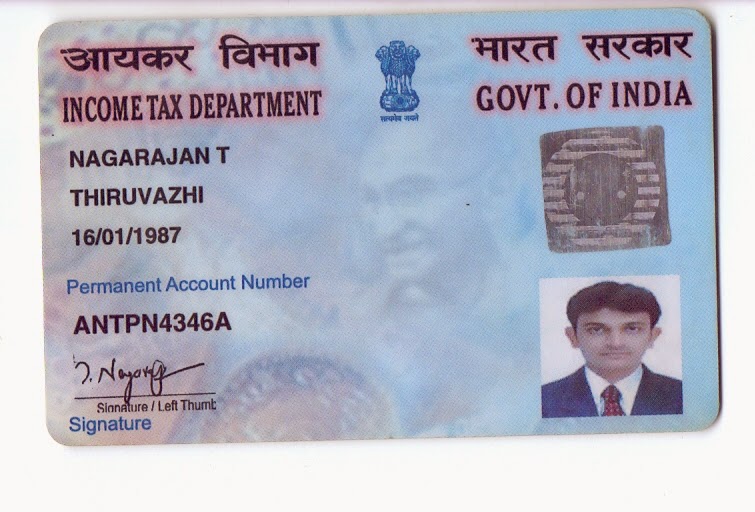 आयकर विभाग
भारत सरकार
INCOME TAX DEPARTMENT
GOVT. OF INDIA
सत्यमेव जयते
NAGARAJAN T
THIRUVAZHI
16/01/1987
Permanent Account Number
ANTPN4346A
Signature / Left Thumb
Signature